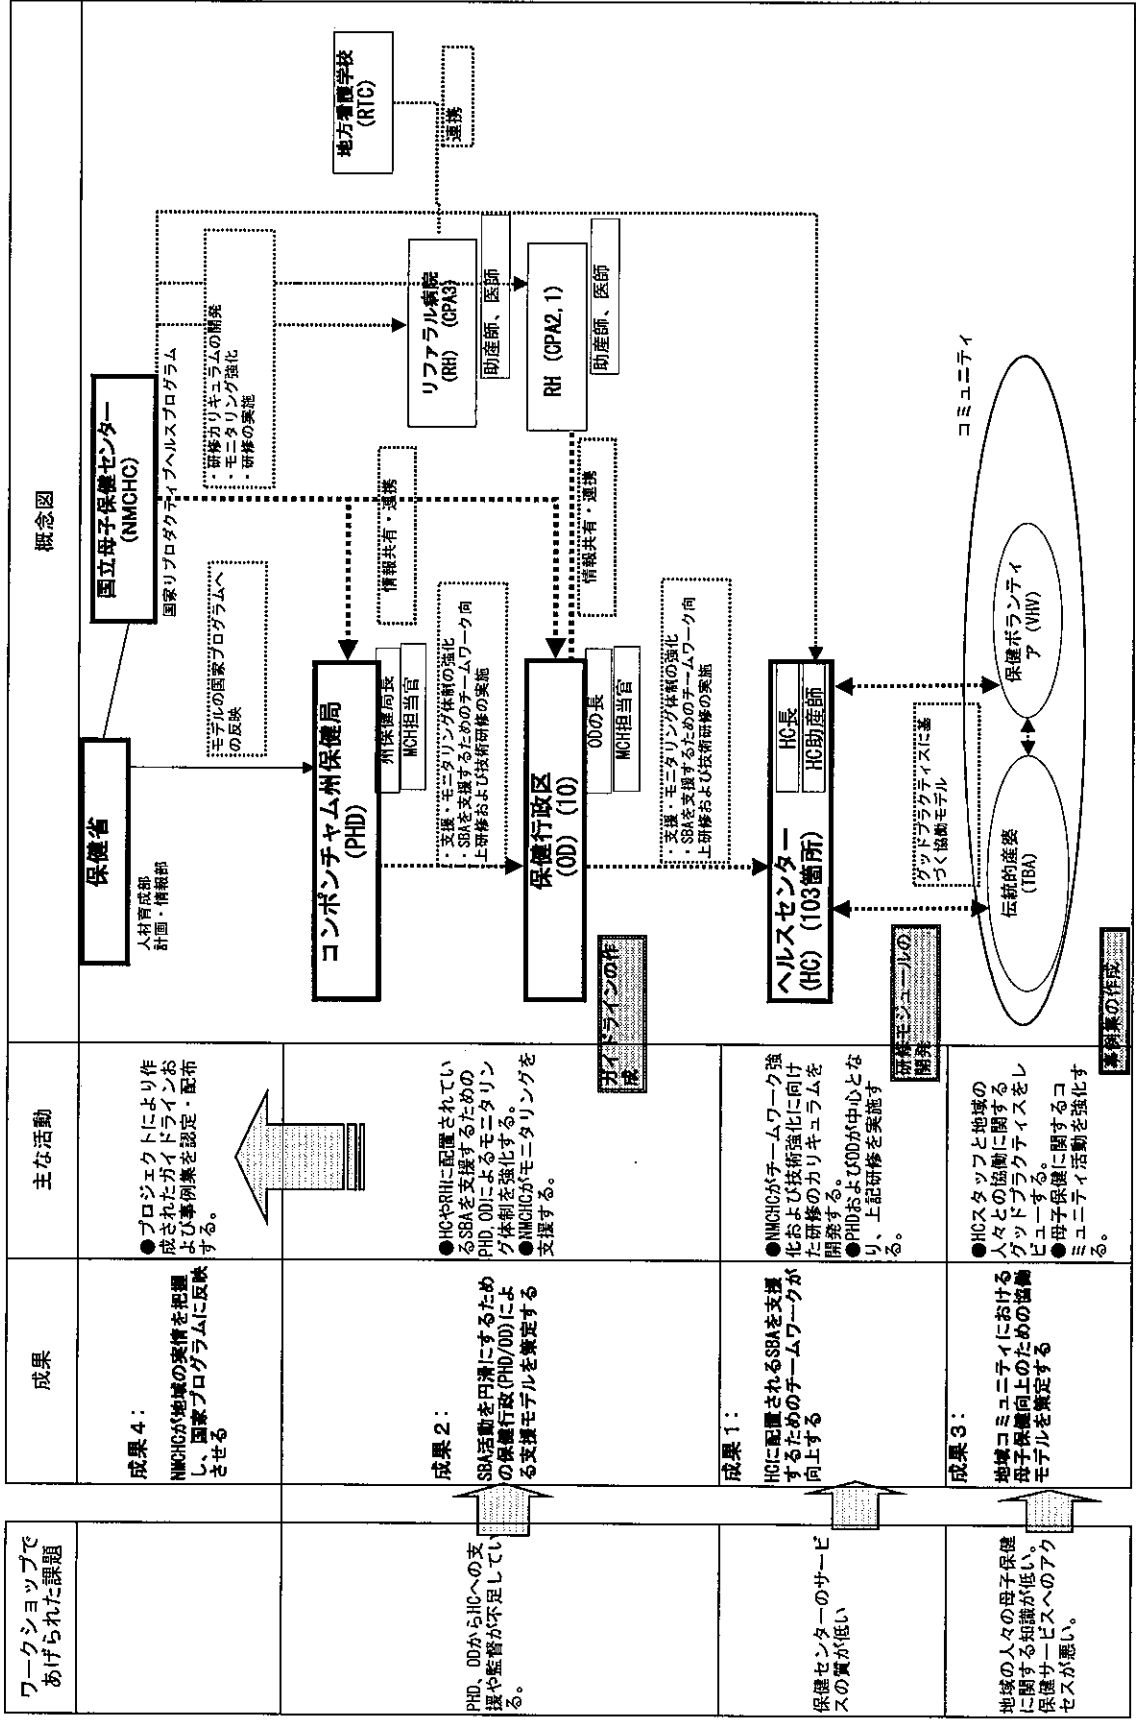 ワークショップで
あげられた課題
成果
主な活動
概念図
成果４：
NMCHCが地域の実情を把握
し、国家プログラムに反映
させる
●プロジェクトにより作
成されたガイドラインお
よび事例集を認定・配布
する。
PHD、ODからHCへの支
援や監督が不足してい
る。
成果２：
SBA活動を円滑にするため
の保健行政(PHD/OD)によ
る支援モデルを策定する
●HCやRHに配置されてい
るSBAを支援するための
PHD,ODによるモニタリン
グ体制を強化する。
●NMCHCがモニタリングを
支援する。
保健センターのサービ
スの質が低い
成果１：
HCに配置されるSBAを支援
するためのチームワークが
向上する
●NMCHCがチームワーク強
化および技術強化に向け
た研修のカリキュラムを
開発する。
●PHDおよびODが中心とな
り、上記研修を実施す
る。
地域の人々の母子保健
に関する知識が低い。
保健サービスへのアク
セスが悪い。
成果３：
地域コミュニティにおける
母子保健向上のための協働
モデルを策定する
●HCスタッフと地域の
人々との協働に関する
グッドプラクティスをレ
ビューする。
●母子保健に関するコ
ミュニティ活動を強化す
る。
保健省
人材育成部
計画・情報部
国立母子保健センター
(NMCHC)
国家リプロダクティブヘルスプログラム
モデルの国家プログラムへ
の反映
・研修カリキュラムの開発
・モニタリング強化
・研修の実施
地方看護学校
(RTC)
連携
コンポンチャム州保健局
(PHD)
州保健局長
MCH担当官
情報共有・連携
リファラル病院
(RH) (CPA3)
助産師、医師
・支援・モニタリング体制の強化
・SBAを支援するためのチームワーク向
上研修および技術研修の実施
保健行政区
(OD) (10)
ODの長
MCH担当官
情報共有・連携
RH (CPA2,1)
助産師、医師
ガイドラインの作
成
・支援・モニタリング体制の強化
・SBAを支援するためのチームワーク向
上研修および技術研修の実施
ヘルスセンター
(HC) (103箇所)
HC長
HC助産師
研修モジュールの
開発
グッドプラクティスに基
づく協働モデル
コミュニティ
伝統的産婆
(TBA)
保健ボランティ
ア (VHV)
事例集の作成